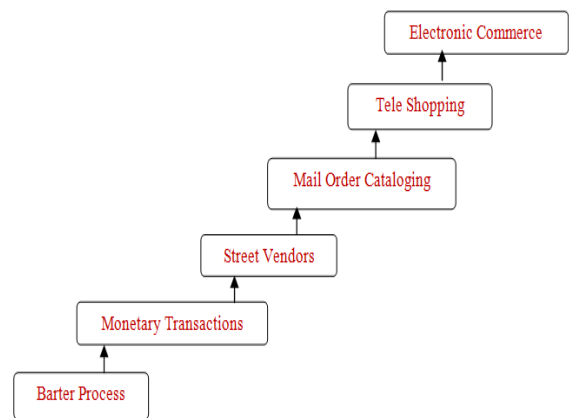 Electronic Commerce
Tele Shopping
Mail Order Cataloging
Street Vendors
Monetary Transactions
Barter Process